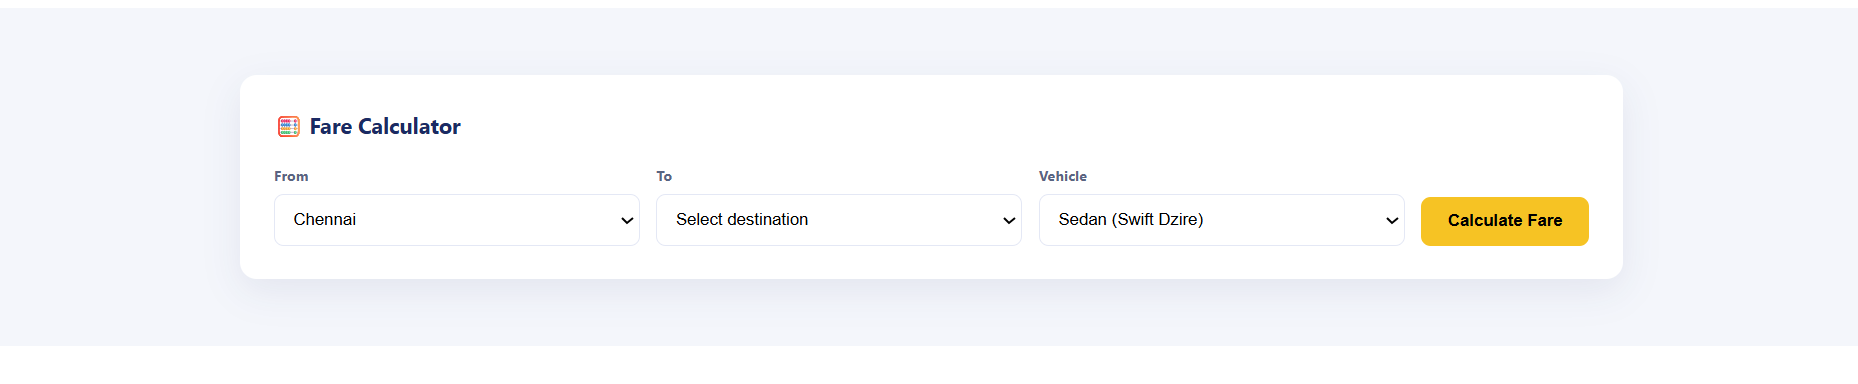 Fare Calculator
From
To
Vehicle
Chennai
Select destination
Sedan (Swift Dzire)
Calculate Fare